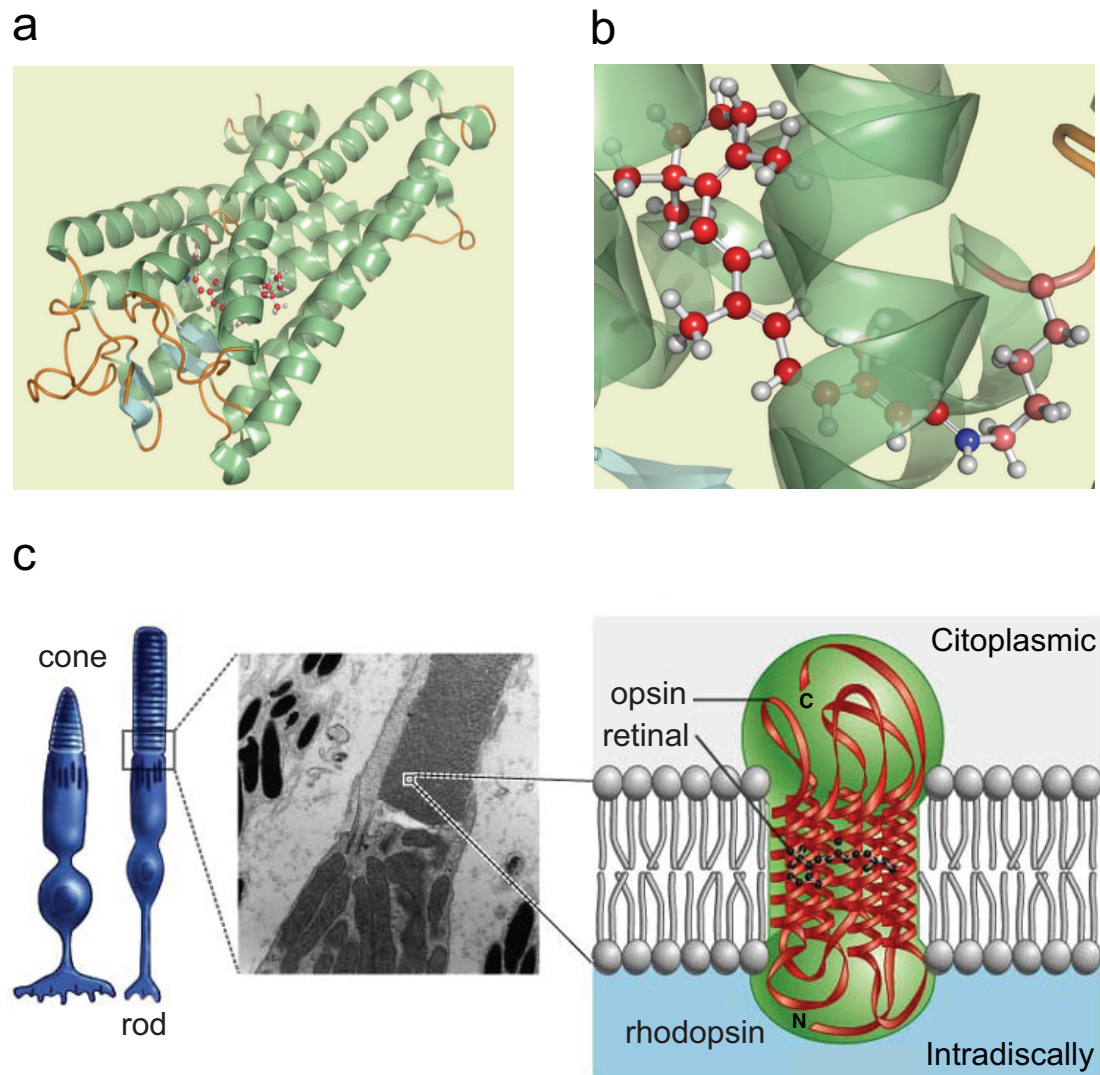 a
b
c
cone
rod
Citoplasmic
opsin
C
retinal
N
rhodopsin
Intradiscally